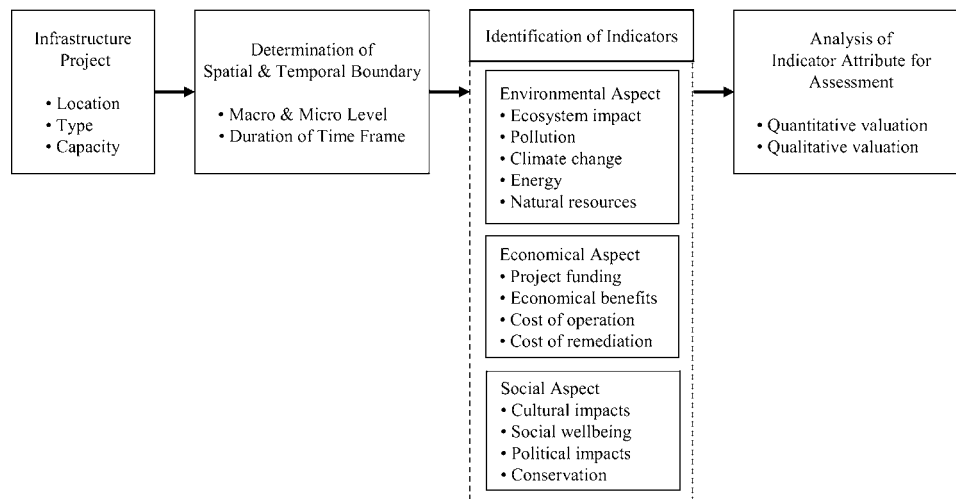 Infrastructure
Project
• Location
• Type
• Capacity
Determination of
Spatial & Temporal Boundary
• Macro & Micro Level
• Duration of Time Frame
Identification of Indicators
Environmental Aspect
• Ecosystem impact
• Pollution
• Climate change
• Energy
• Natural resources
Economical Aspect
• Project funding
• Economical benefits
• Cost of operation
• Cost of remediation
Social Aspect
• Cultural impacts
• Social wellbeing
• Political impacts
• Conservation
Analysis of
Indicator Attribute for
Assessment
• Quantitative valuation
• Qualitative valuation